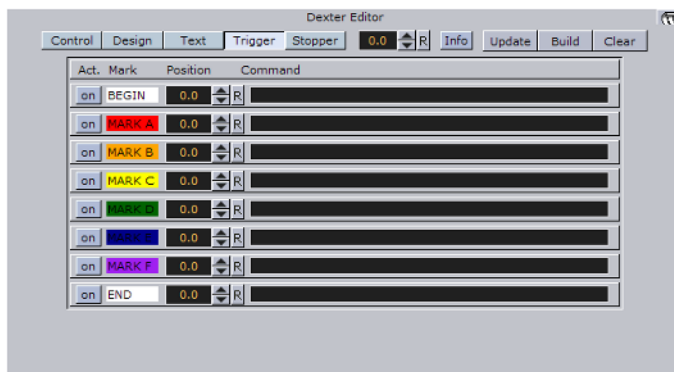 Dexter Editor
Control Design Text Trigger Stopper 0.0 R Info Update Build Clear
Act. Mark Position Command
on BEGIN 0.0 R
on MARK A 0.0 R
on MARK B 0.0 R
on MARK C 0.0 R
on MARK D 0.0 R
on MARK E 0.0 R
on MARK F 0.0 R
on END 0.0 R